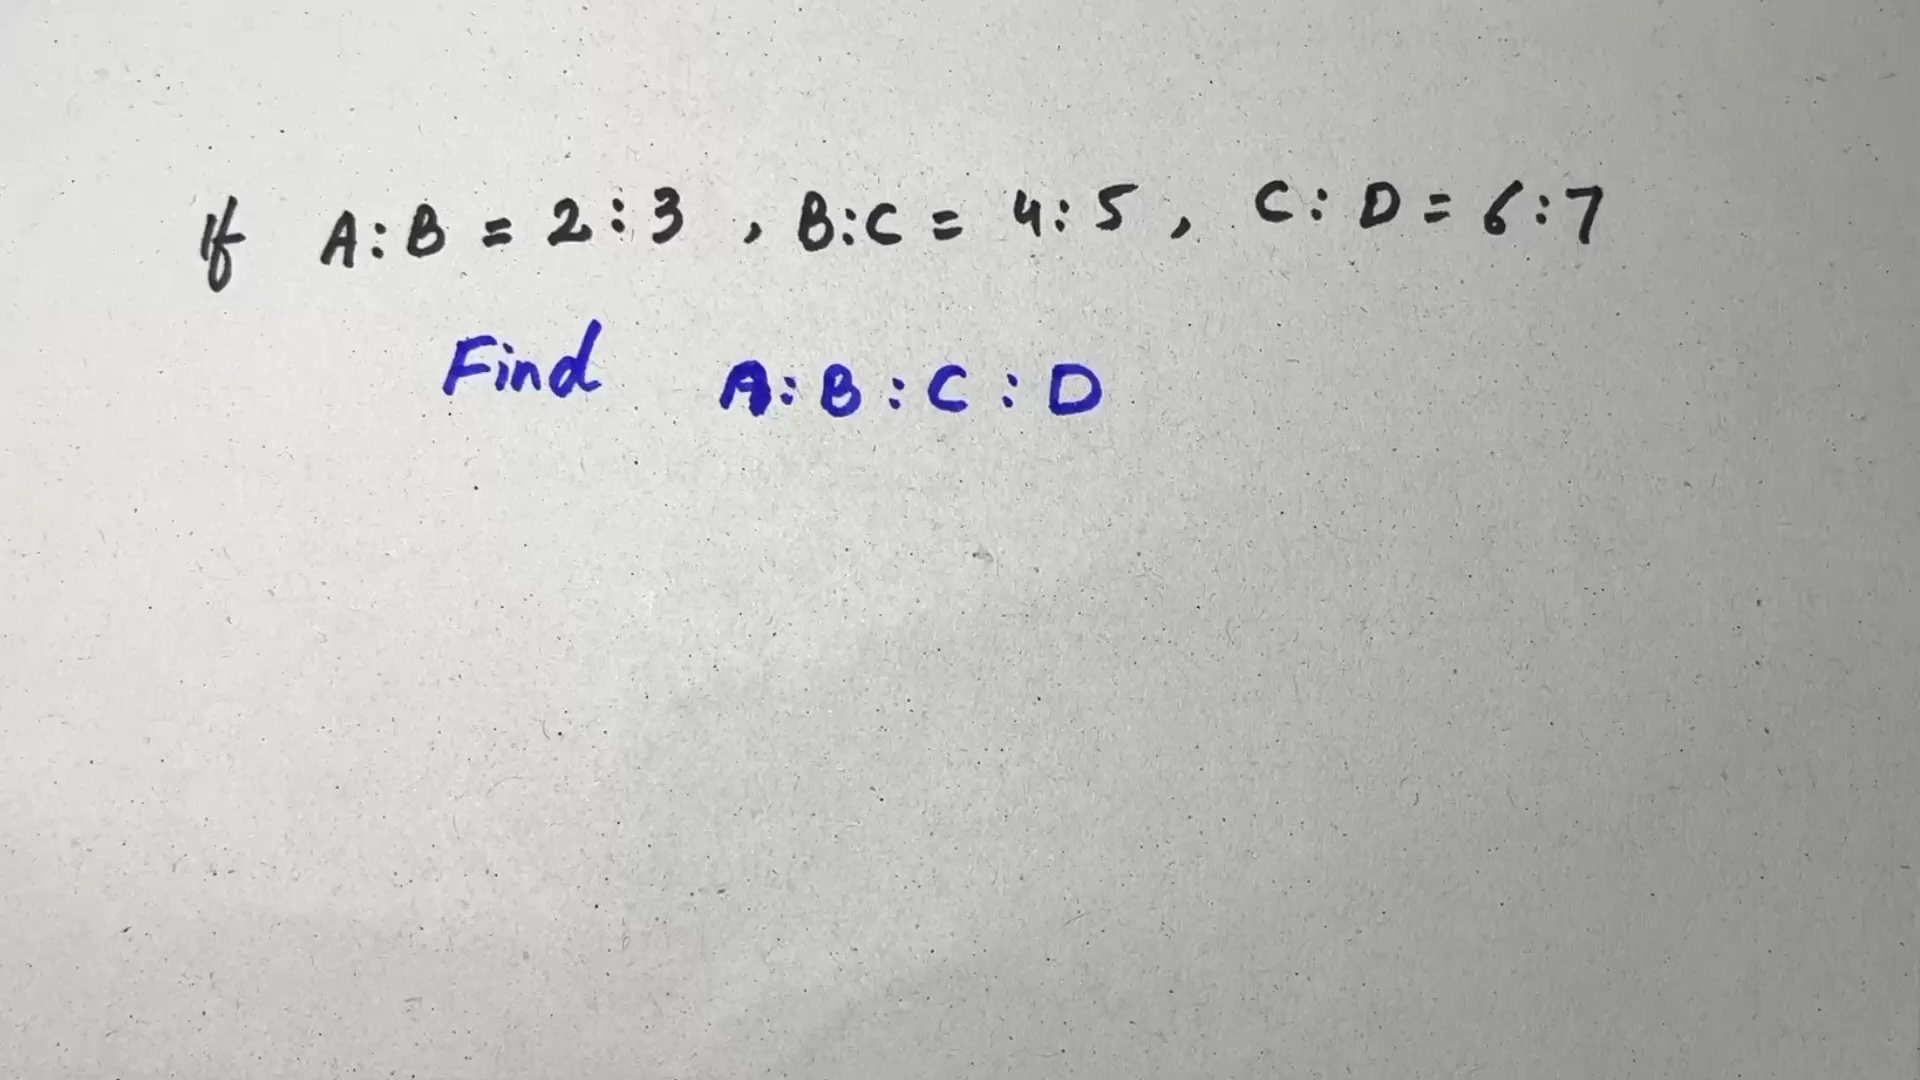 If A:B = 2:3 , B:C = 4:5 , C:D = 6:7
Find A:B:C:D